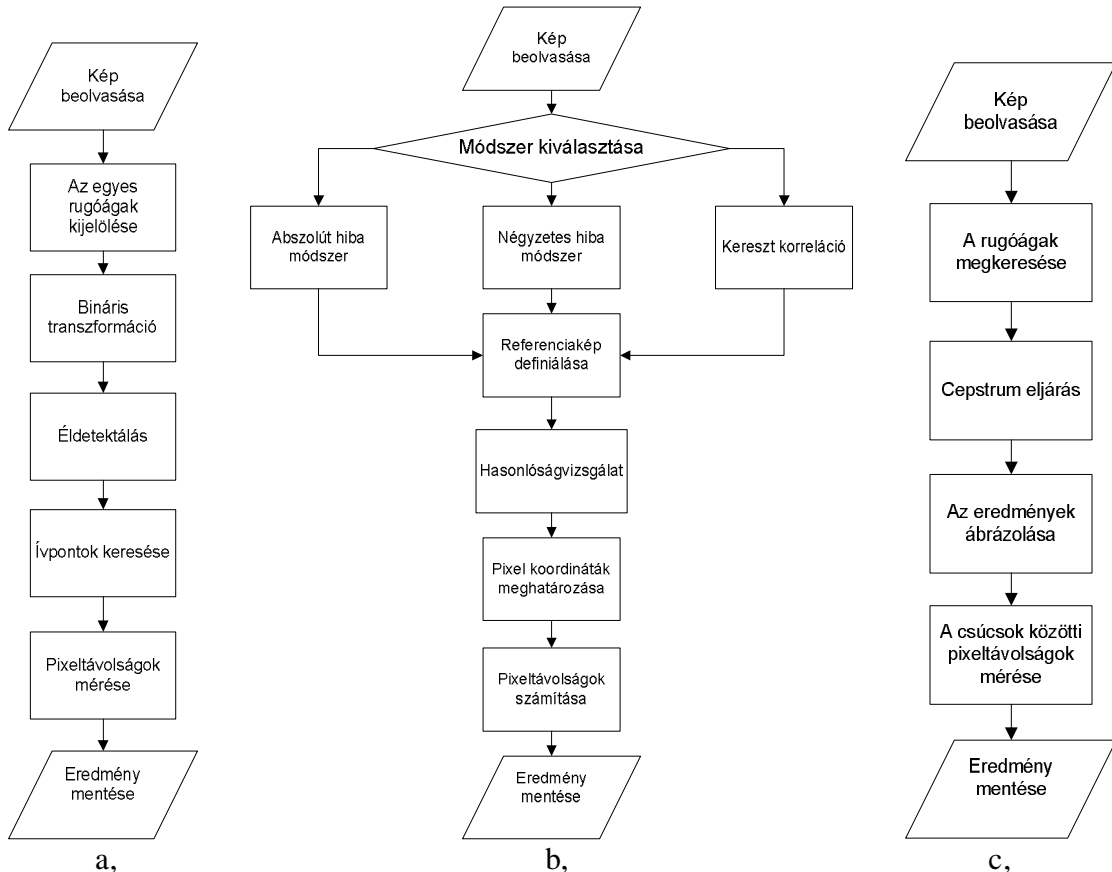 Kép
beolvasása
Az egyes
rugóágak
kijelölése
Bináris
transzformáció
Éldetektálás
Ívpontok keresése
Pixeltávolságok
mérése
Eredmény
mentése
a,
Kép
beolvasása
Módszer kiválasztása
Abszolút hiba
módszer
Négyzetes hiba
módszer
Kereszt korreláció
Referenciakép
definiálása
Hasonlóságvizsgálat
Pixel koordináták
meghatározása
Pixeltávolságok
számítása
Eredmény
mentése
b,
Kép
beolvasása
A rugóágak
megkeresése
Cepstrum eljárás
Az eredmények
ábrázolása
A csúcsok közötti
pixeltávolságok
mérése
Eredmény
mentése
c,